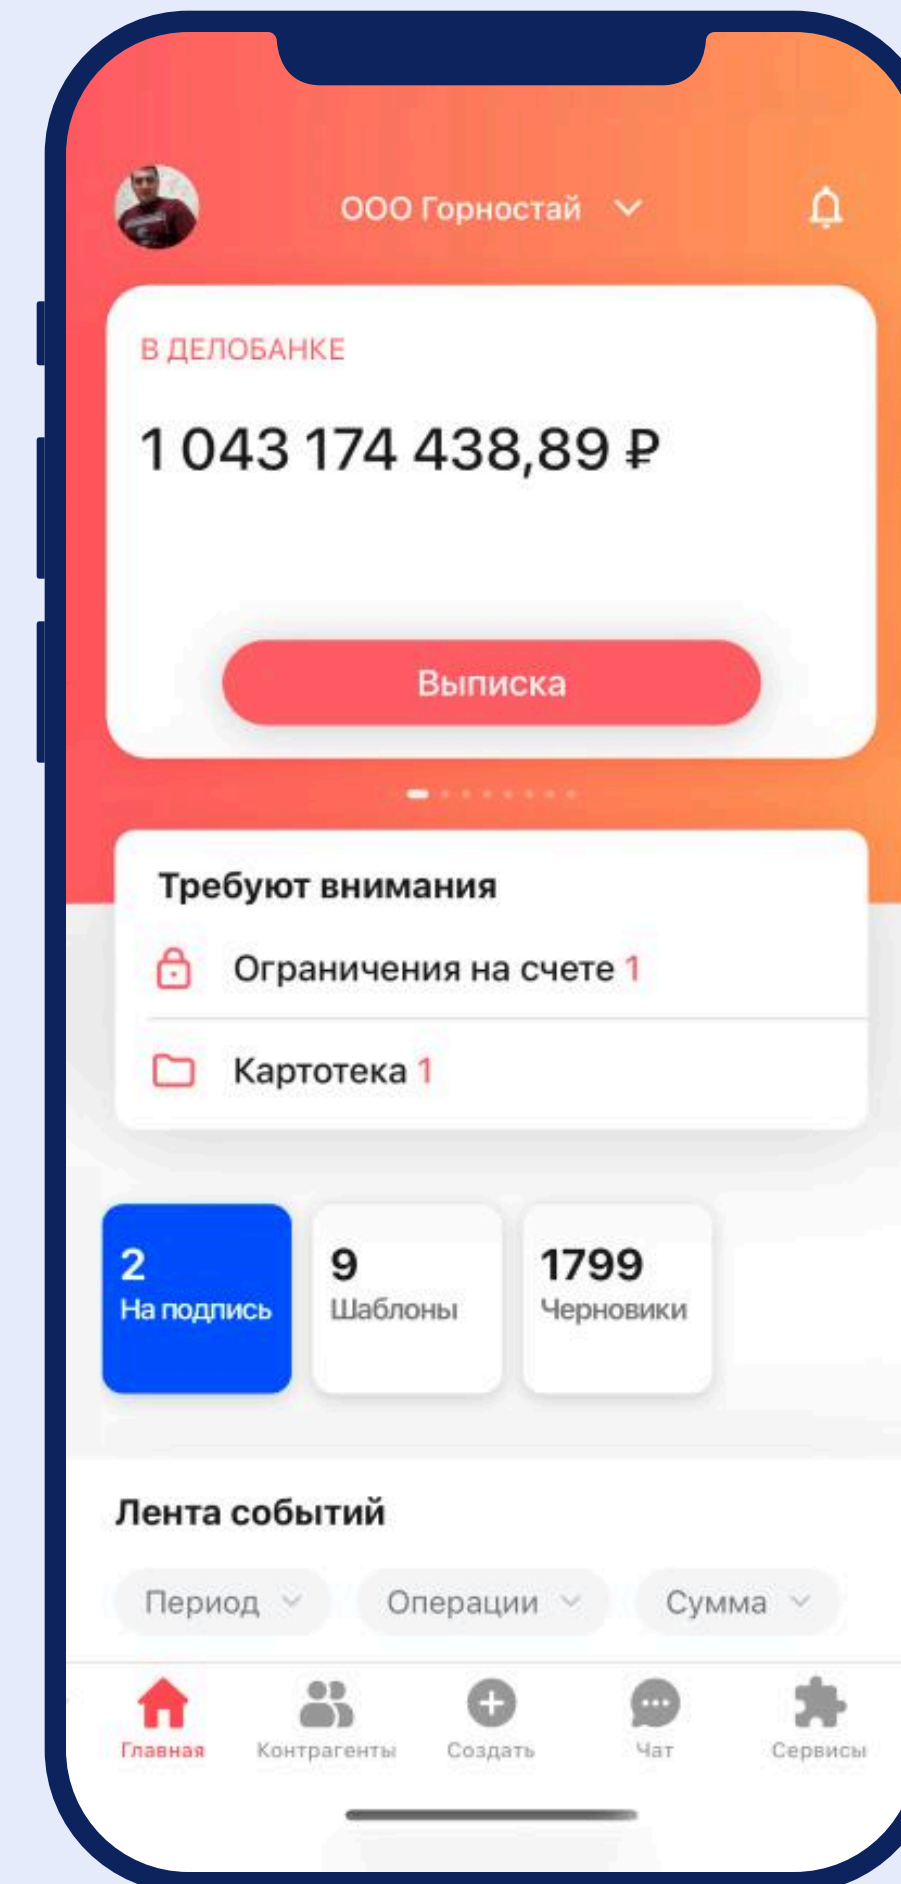 ООО Горностай
В ДЕЛОБАНКЕ
1 043 174 438,89 ₽
Выписка
Требуют внимания
Ограничения на счете 1
Картотека 1
2
На подпись
9
Шаблоны
1799
Черновики
Лента событий
Период
Операции
Сумма
Главная
Контрагенты
Создать
Чат
Сервисы